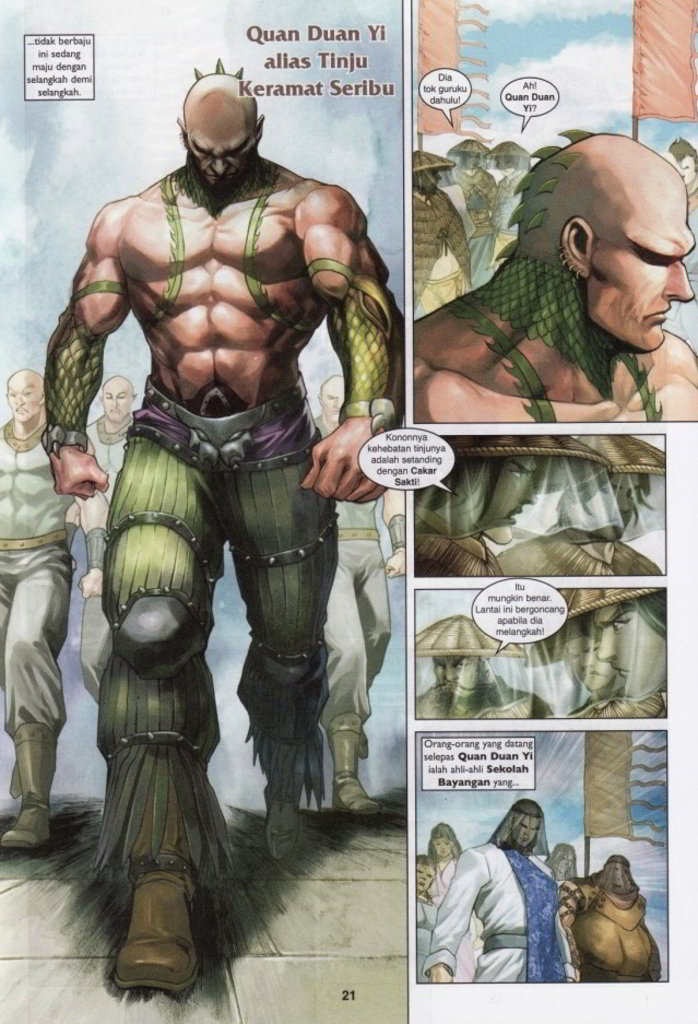 ...tidak berbaju
ini sedang
maju dengan
selangkah demi
selangkah.
Quan Duan Yi
alias Tinju
Keramat Seribu
Dia
tok guruku
dahulu!
Ah!
Quan Duan
Yi?
Kononnya
kehebatan tinjunya
adalah setanding
dengan Cakar
Sakti!
Itu
mungkin benar.
Lantai ini bergoncang
apabila dia
melangkah!
Orang-orang yang datang
selepas Quan Duan Yi
ialah ahli-ahli Sekolah
Bayangan yang...
21